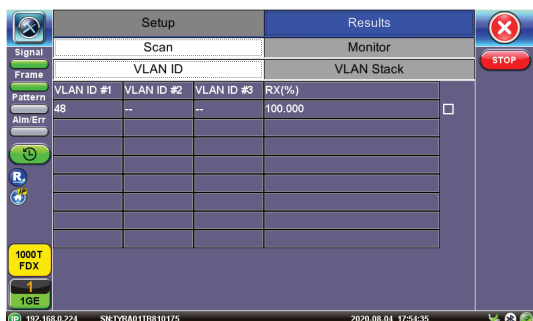 Setup Results
Signal Scan Monitor
STOP
Frame VLAN ID VLAN Stack
Pattern VLAN ID #1 VLAN ID #2 VLAN ID #3 RX(%)
48 -- -- 100.000
Alm/Err
R
1000T
FDX
1
1GE
IP 192.168.0.224 SN:TYRA01TB810175 2020.08.04 17:54:35